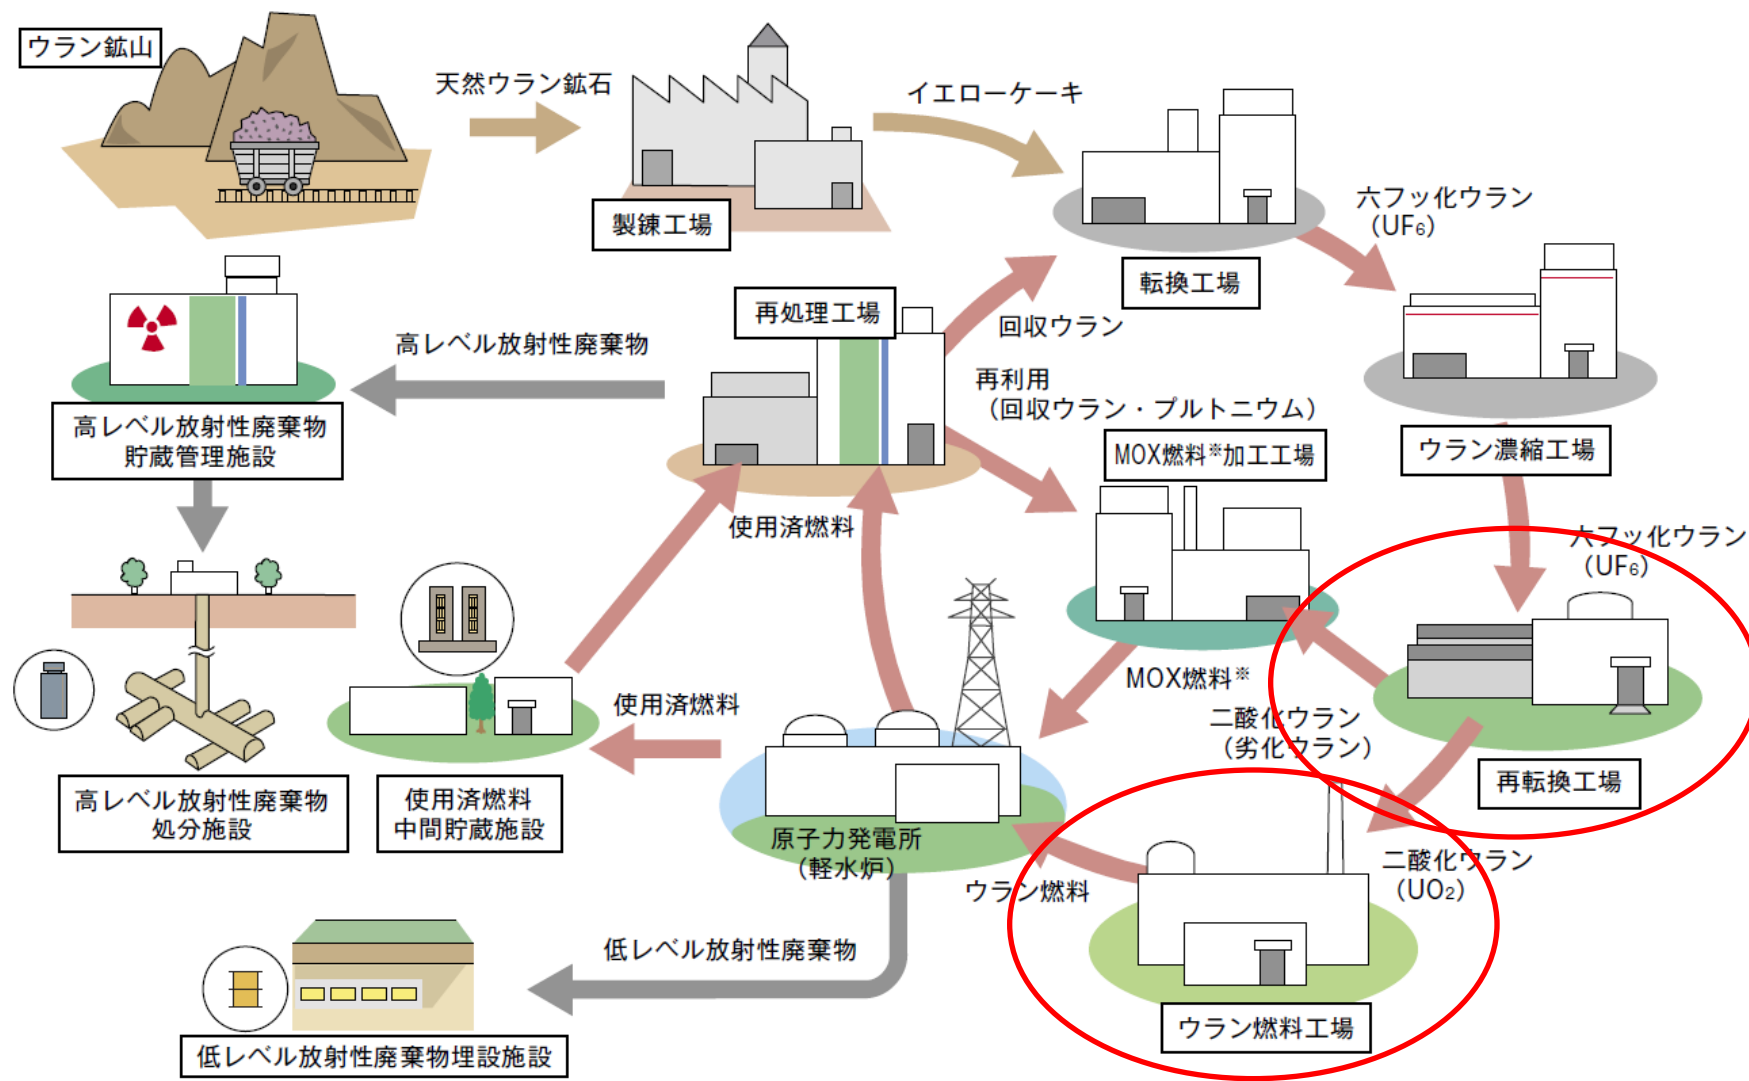 ウラン鉱山
天然ウラン鉱石
イエローケーキ
製錬工場
六フッ化ウラン
（UF₆）
転換工場
再処理工場
回収ウラン
高レベル放射性廃棄物
再利用
（回収ウラン・プルトニウム）
高レベル放射性廃棄物
貯蔵管理施設
MOX燃料※加工工場
ウラン濃縮工場
使用済燃料
六フッ化ウラン
（UF₆）
MOX燃料※
使用済燃料
二酸化ウラン
（劣化ウラン）
再転換工場
高レベル放射性廃棄物
処分施設
使用済燃料
中間貯蔵施設
原子力発電所
（軽水炉）
二酸化ウラン
（UO₂）
ウラン燃料
低レベル放射性廃棄物
ウラン燃料工場
低レベル放射性廃棄物埋設施設